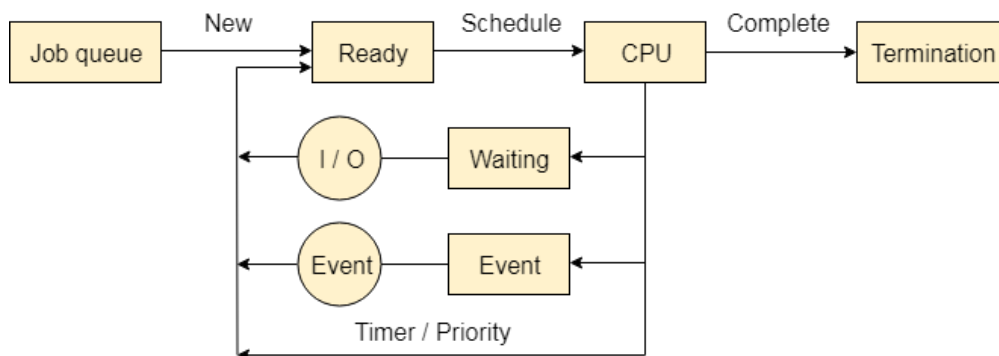 New
Schedule
Complete
Job queue
Ready
CPU
Termination
I / O
Waiting
Event
Event
Timer / Priority